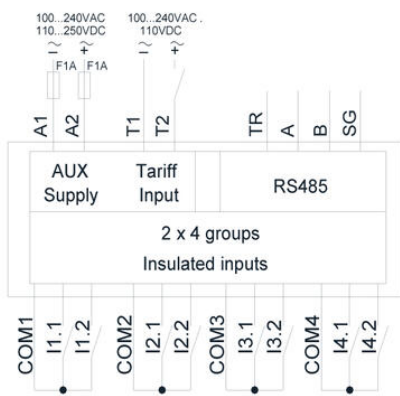 100...240VAC 100...240VAC .
110...250VDC 110VDC
~ ~ ~ ~
− + − +
F1A F1A
A1 A2 T1 T2 TR A B SG
AUX Tariff RS485
Supply Input
2 x 4 groups
Insulated inputs
COM1 I1.1 I1.2 COM2 I2.1 I2.2 COM3 I3.1 I3.2 COM4 I4.1 I4.2